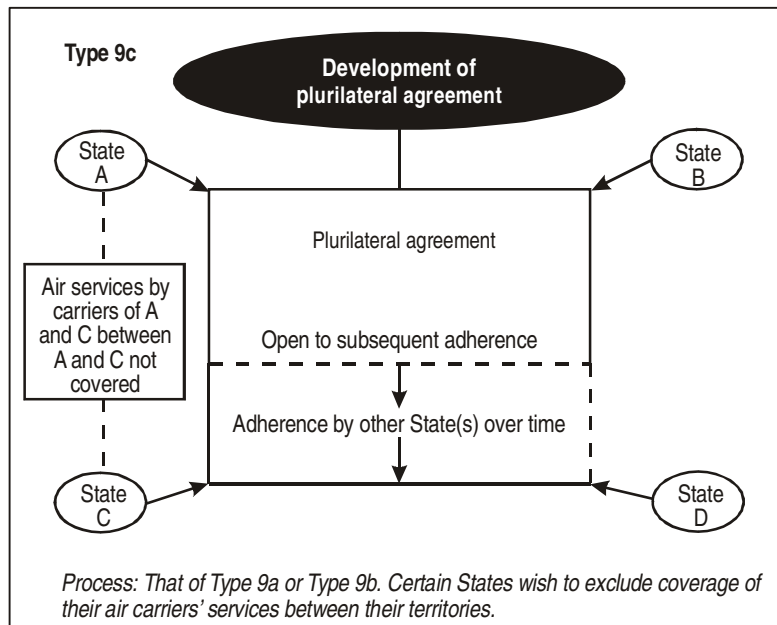 Type 9c
Development of
plurilateral agreement
State
A
State
B
Plurilateral agreement
Air services by
carriers of A
and C between
A and C not
covered
Open to subsequent adherence
Adherence by other State(s) over time
State
C
State
D
Process: That of Type 9a or Type 9b. Certain States wish to exclude coverage of
their air carriers' services between their territories.